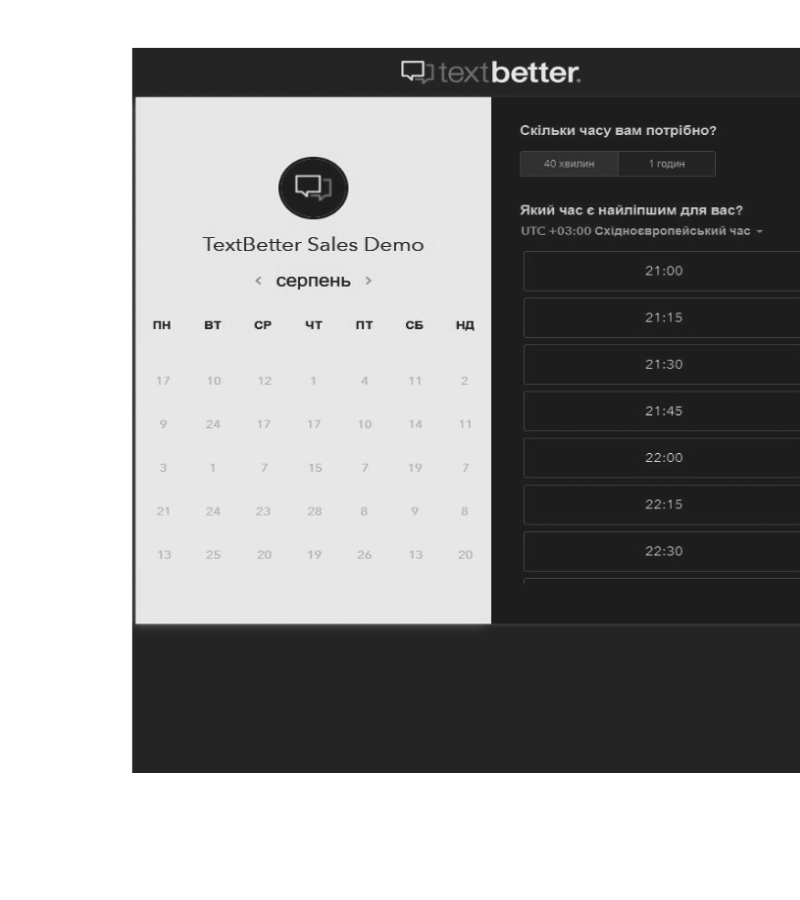 textbetter.
TextBetter Sales Demo
< серпень >
ПН ВТ СР ЧТ ПТ СБ НД
17 10 12 1 4 11 2
9 24 17 17 10 14 11
3 1 7 15 7 19 7
21 24 23 28 8 9 8
13 25 20 19 26 13 20
Скільки часу вам потрібно?
40 хвилин 1 годин
Який час є найліпшим для вас?
UTC +03:00 Східноєвропейський час
21:00
21:15
21:30
21:45
22:00
22:15
22:30